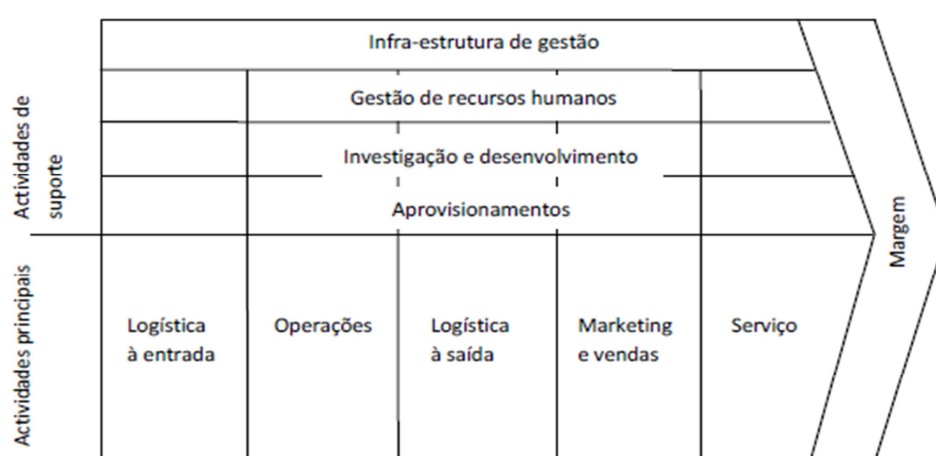 Infra-estrutura de gestão
Gestão de recursos humanos
Investigação e desenvolvimento
Aprovisionamentos
Actividades de
suporte
Margem
Actividades principais
Logística
à entrada
Operações
Logística
à saída
Marketing
e vendas
Serviço